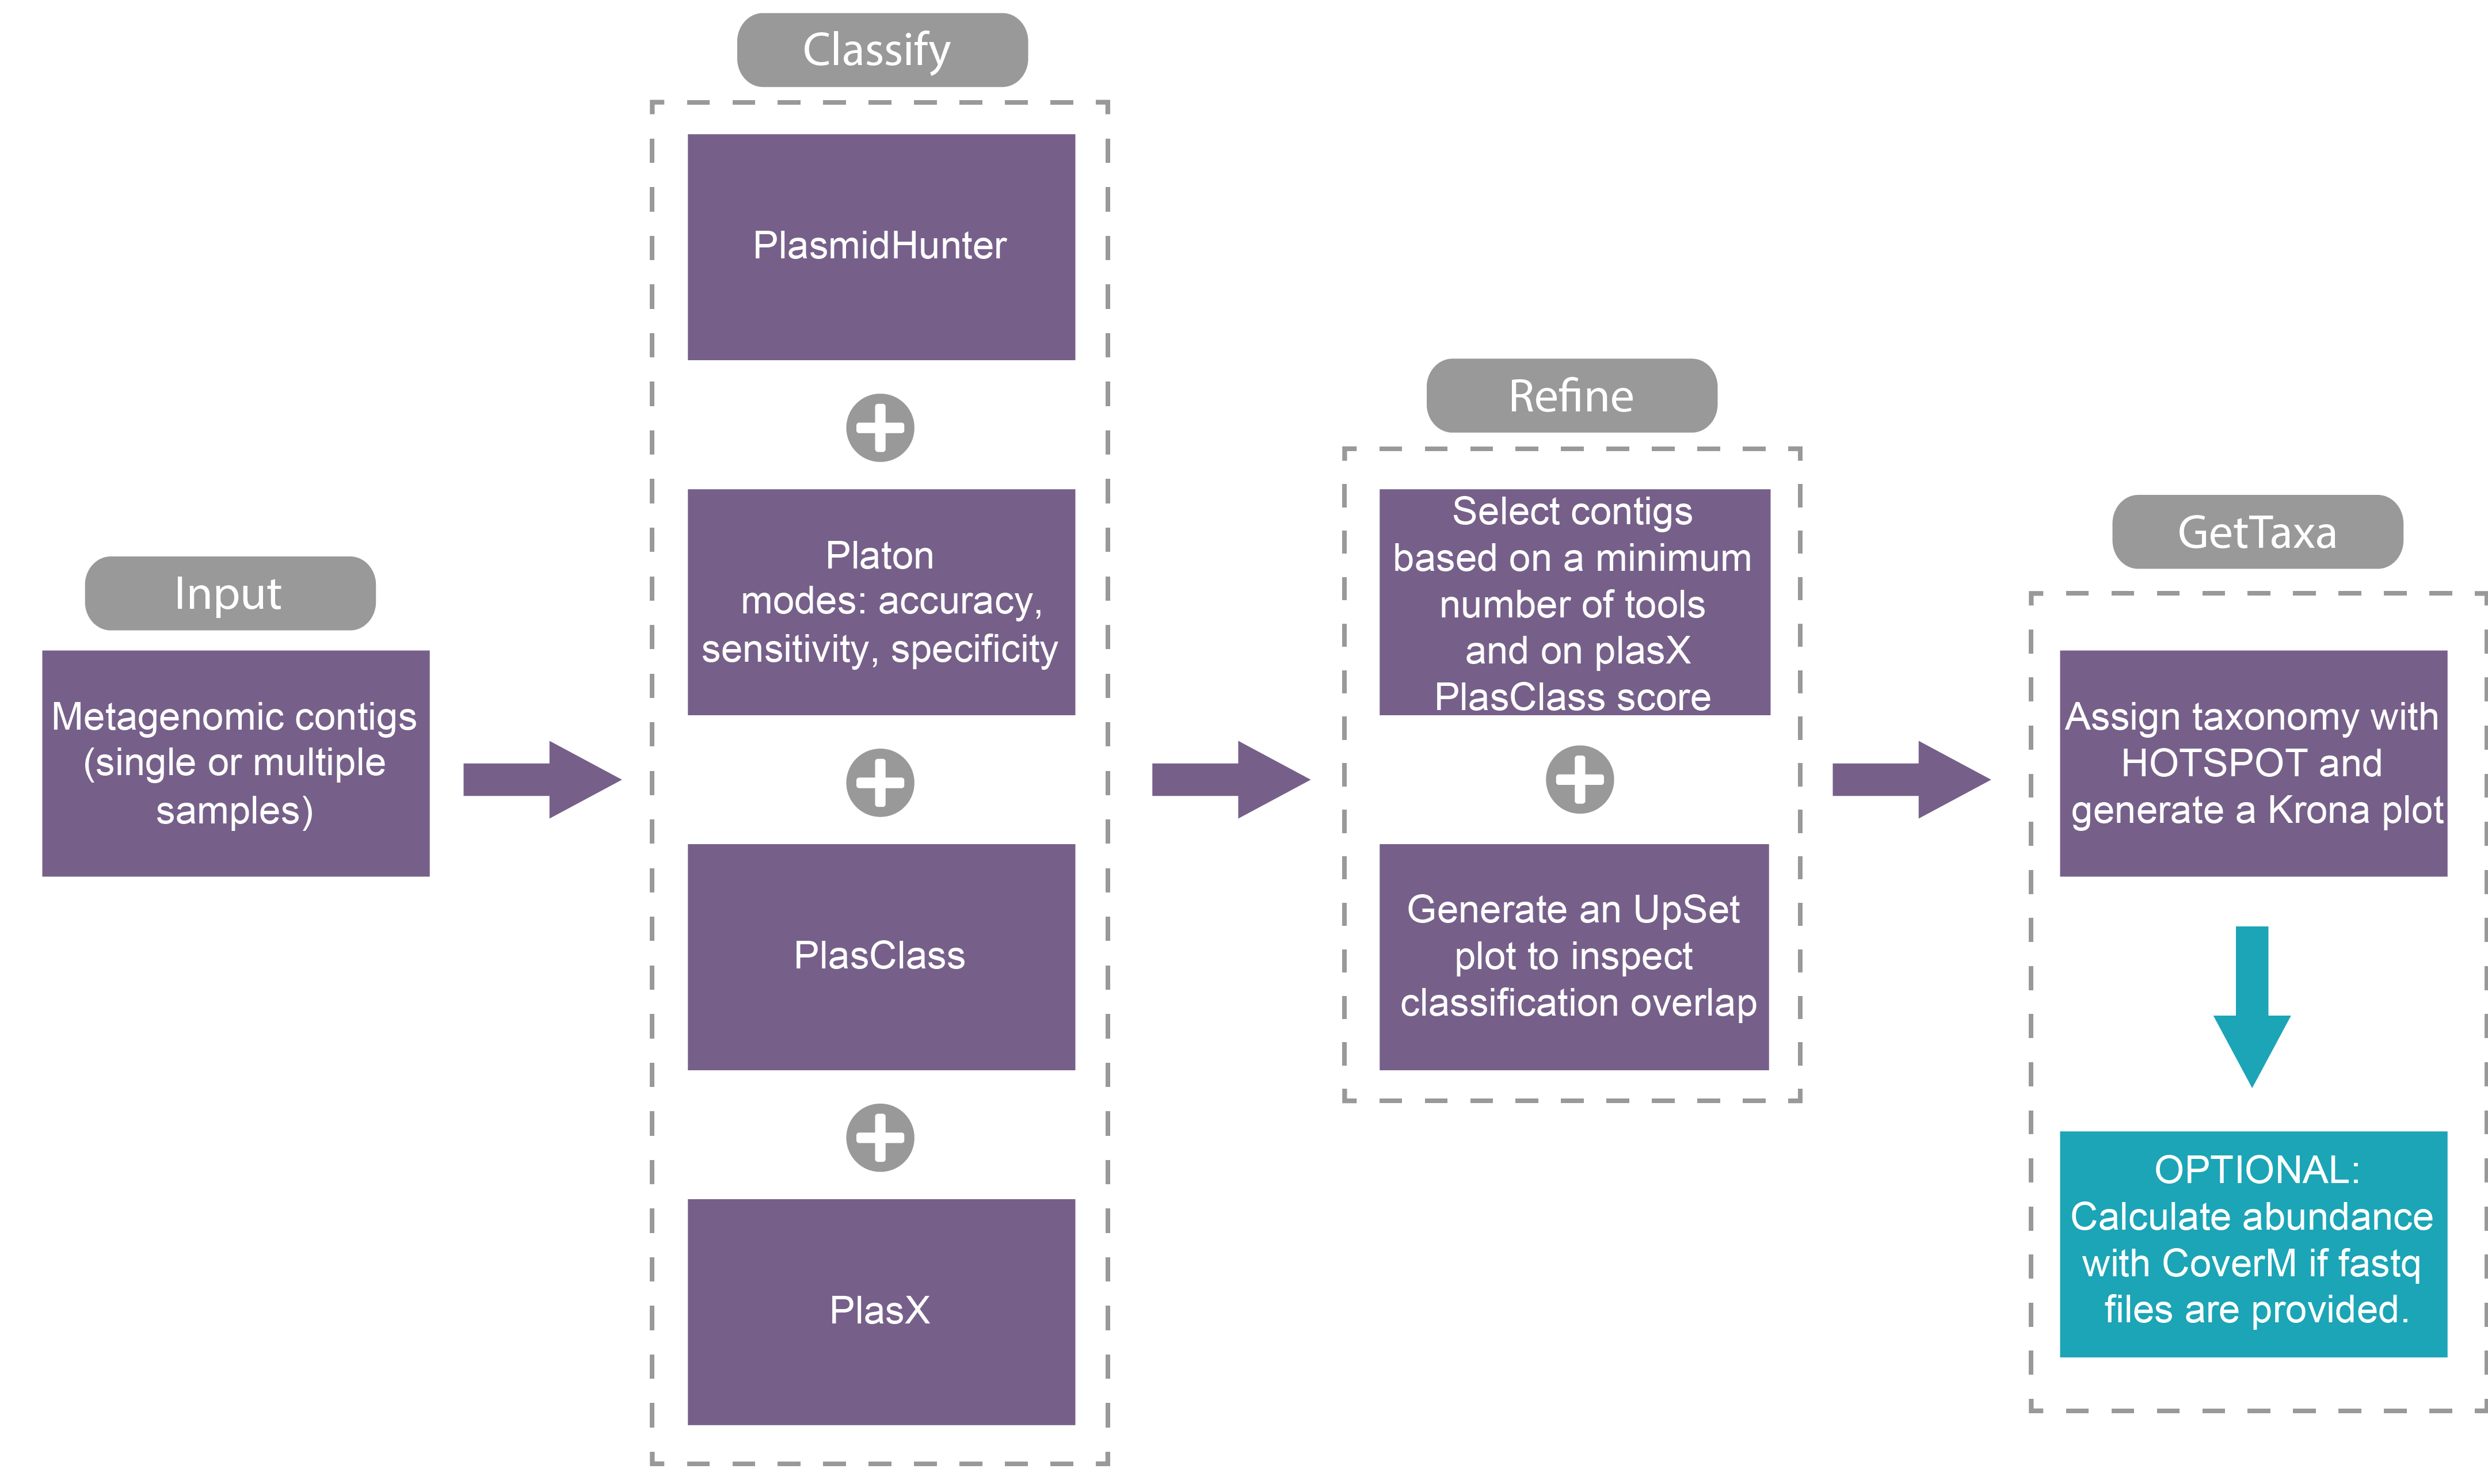 Input
Metagenomic contigs
(single or multiple
samples)
Classify
PlasmidHunter
Platon
modes: accuracy,
sensitivity, specificity
PlasClass
PlasX
Refine
Select contigs
based on a minimum
number of tools
and on plasX
PlasClass score
Generate an UpSet
plot to inspect
classification overlap
GetTaxa
Assign taxonomy with
HOTSPOT and
generate a Krona plot
OPTIONAL:
Calculate abundance
with CoverM if fastq
files are provided.